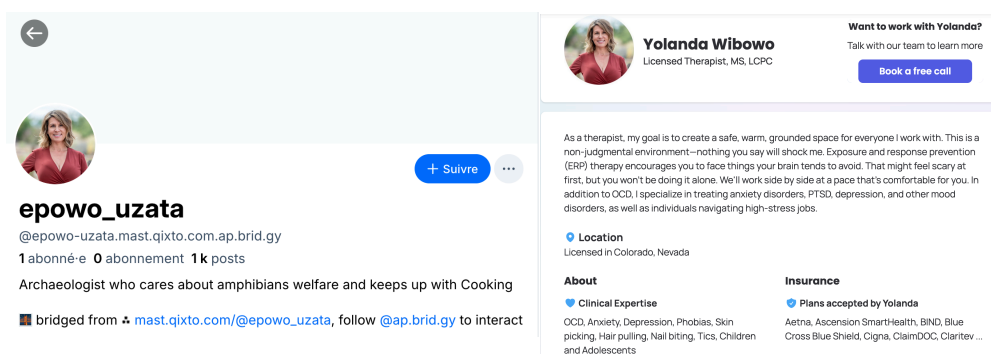 epowo_uzata
@epowo-uzata.mast.qixto.com.ap.brid.gy
1 abonné·e 0 abonnement 1 k posts
+ Suivre
Archaeologist who cares about amphibians welfare and keeps up with Cooking
bridged from mast.qixto.com/@epowo_uzata, follow @ap.brid.gy to interact
Yolanda Wibowo
Licensed Therapist, MS, LCPC
Want to work with Yolanda?
Talk with our team to learn more
Book a free call
As a therapist, my goal is to create a safe, warm, grounded space for everyone I work with. This is a
non-judgmental environment—nothing you say will shock me. Exposure and response prevention
(ERP) therapy encourages you to face things your brain tends to avoid. That might feel scary at
first, but you won't be doing it alone. We'll work side by side at a pace that's comfortable for you. In
addition to OCD, I specialize in treating anxiety disorders, PTSD, depression, and other mood
disorders, as well as individuals navigating high-stress jobs.
Location
Licensed in Colorado, Nevada
About
Clinical Expertise
OCD, Anxiety, Depression, Phobias, Skin
picking, Hair pulling, Nail biting, Tics, Children
and Adolescents
Insurance
Plans accepted by Yolanda
Aetna, Ascension SmartHealth, BIND, Blue
Cross Blue Shield, Cigna, ClaimDOC, Claritev ...